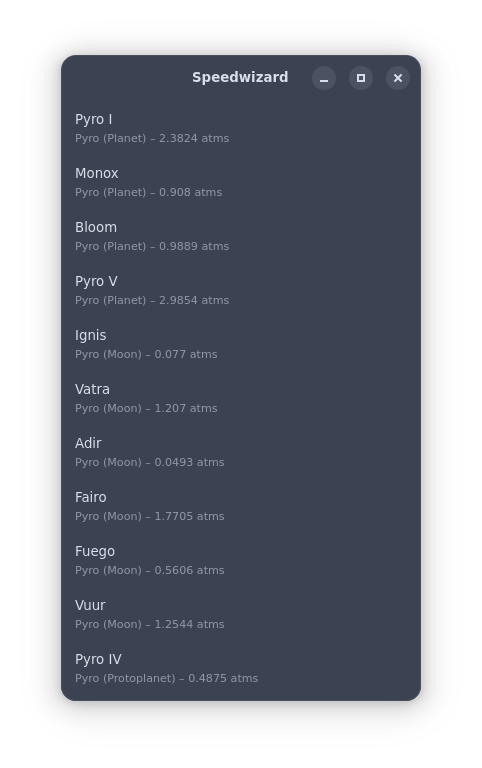 Speedwizard
Pyro I
Pyro (Planet) – 2.3824 atms
Monox
Pyro (Planet) – 0.908 atms
Bloom
Pyro (Planet) – 0.9889 atms
Pyro V
Pyro (Planet) – 2.9854 atms
Ignis
Pyro (Moon) – 0.077 atms
Vatra
Pyro (Moon) – 1.207 atms
Adir
Pyro (Moon) – 0.0493 atms
Fairo
Pyro (Moon) – 1.7705 atms
Fuego
Pyro (Moon) – 0.5606 atms
Vuur
Pyro (Moon) – 1.2544 atms
Pyro IV
Pyro (Protoplanet) – 0.4875 atms